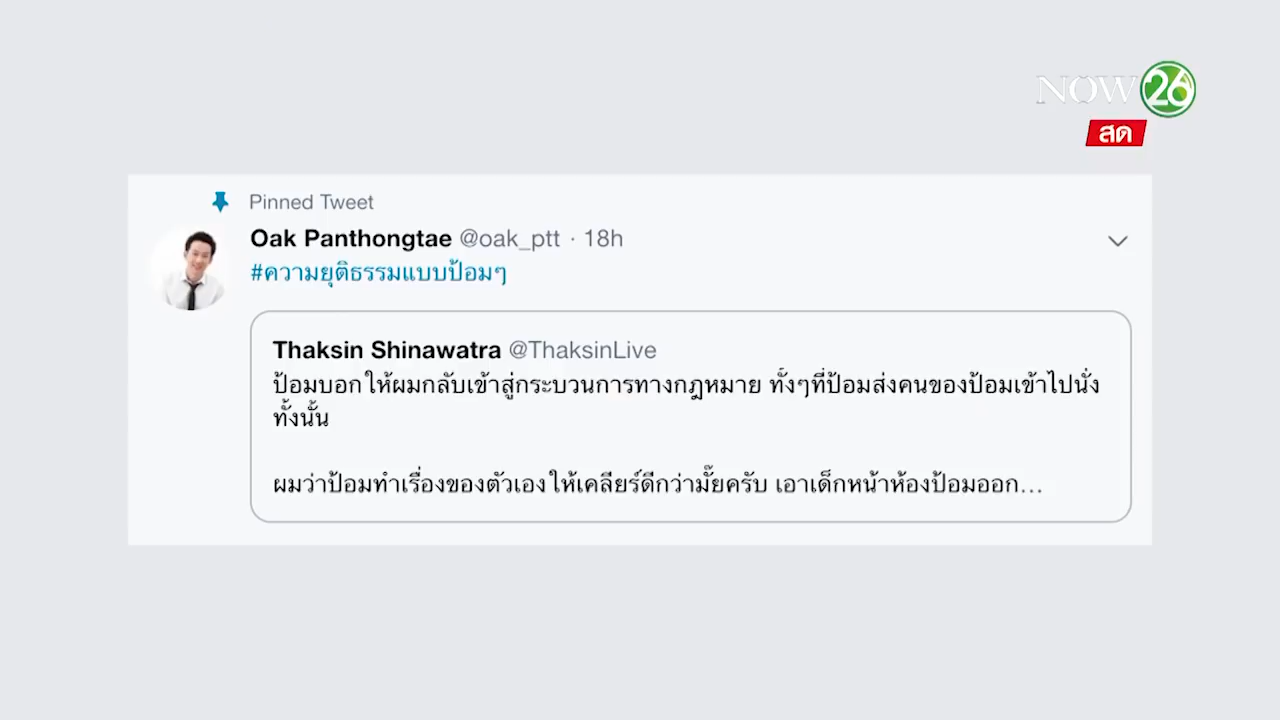 NOW 26
สด
Pinned Tweet
Oak Panthongtae @oak_ptt · 18h
#ความยุติธรรมแบบป้อมๆ
Thaksin Shinawatra @ThaksinLive
ป้อมบอกให้ผมกลับเข้าสู่กระบวนการทางกฎหมาย ทั้งๆที่ป้อมส่งคนของป้อมเข้าไปนั่ง
ทั้งนั้น
ผมว่าป้อมทำเรื่องของตัวเองให้เคลียร์ดีกว่ามั๊ยครับ เอาเด็กหน้าห้องป้อมออก…